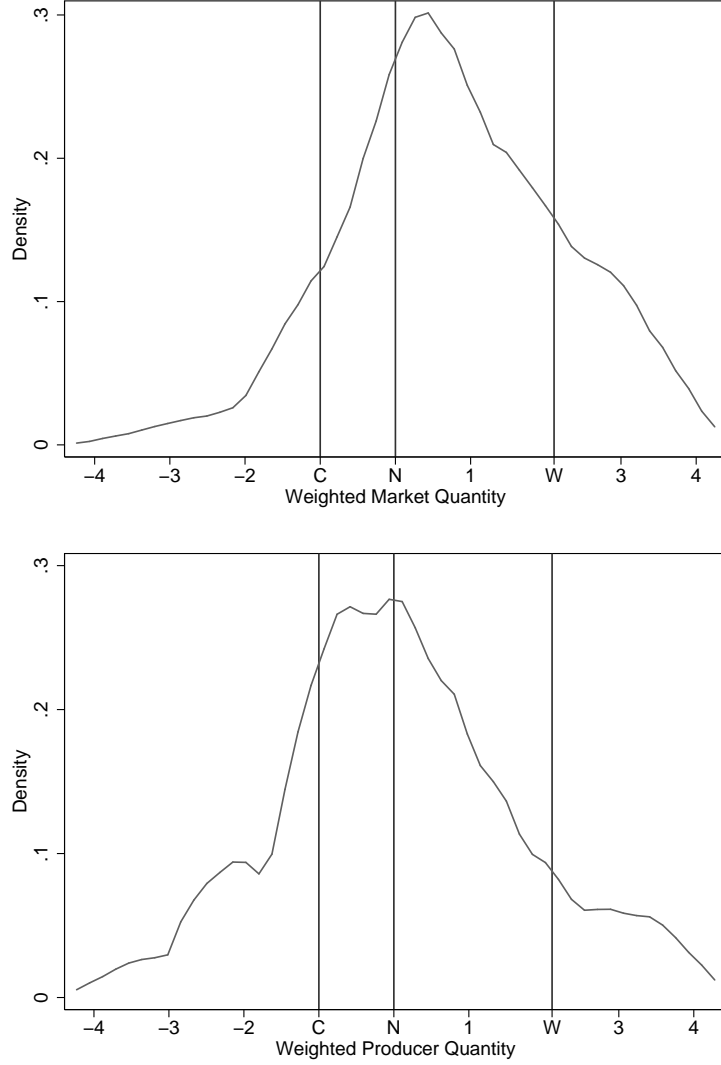 .3
.2
.1
0
Density
−4 −3 −2 C N 1 W 3 4
Weighted Market Quantity
.3
.2
.1
0
Density
−4 −3 −2 C N 1 W 3 4
Weighted Producer Quantity